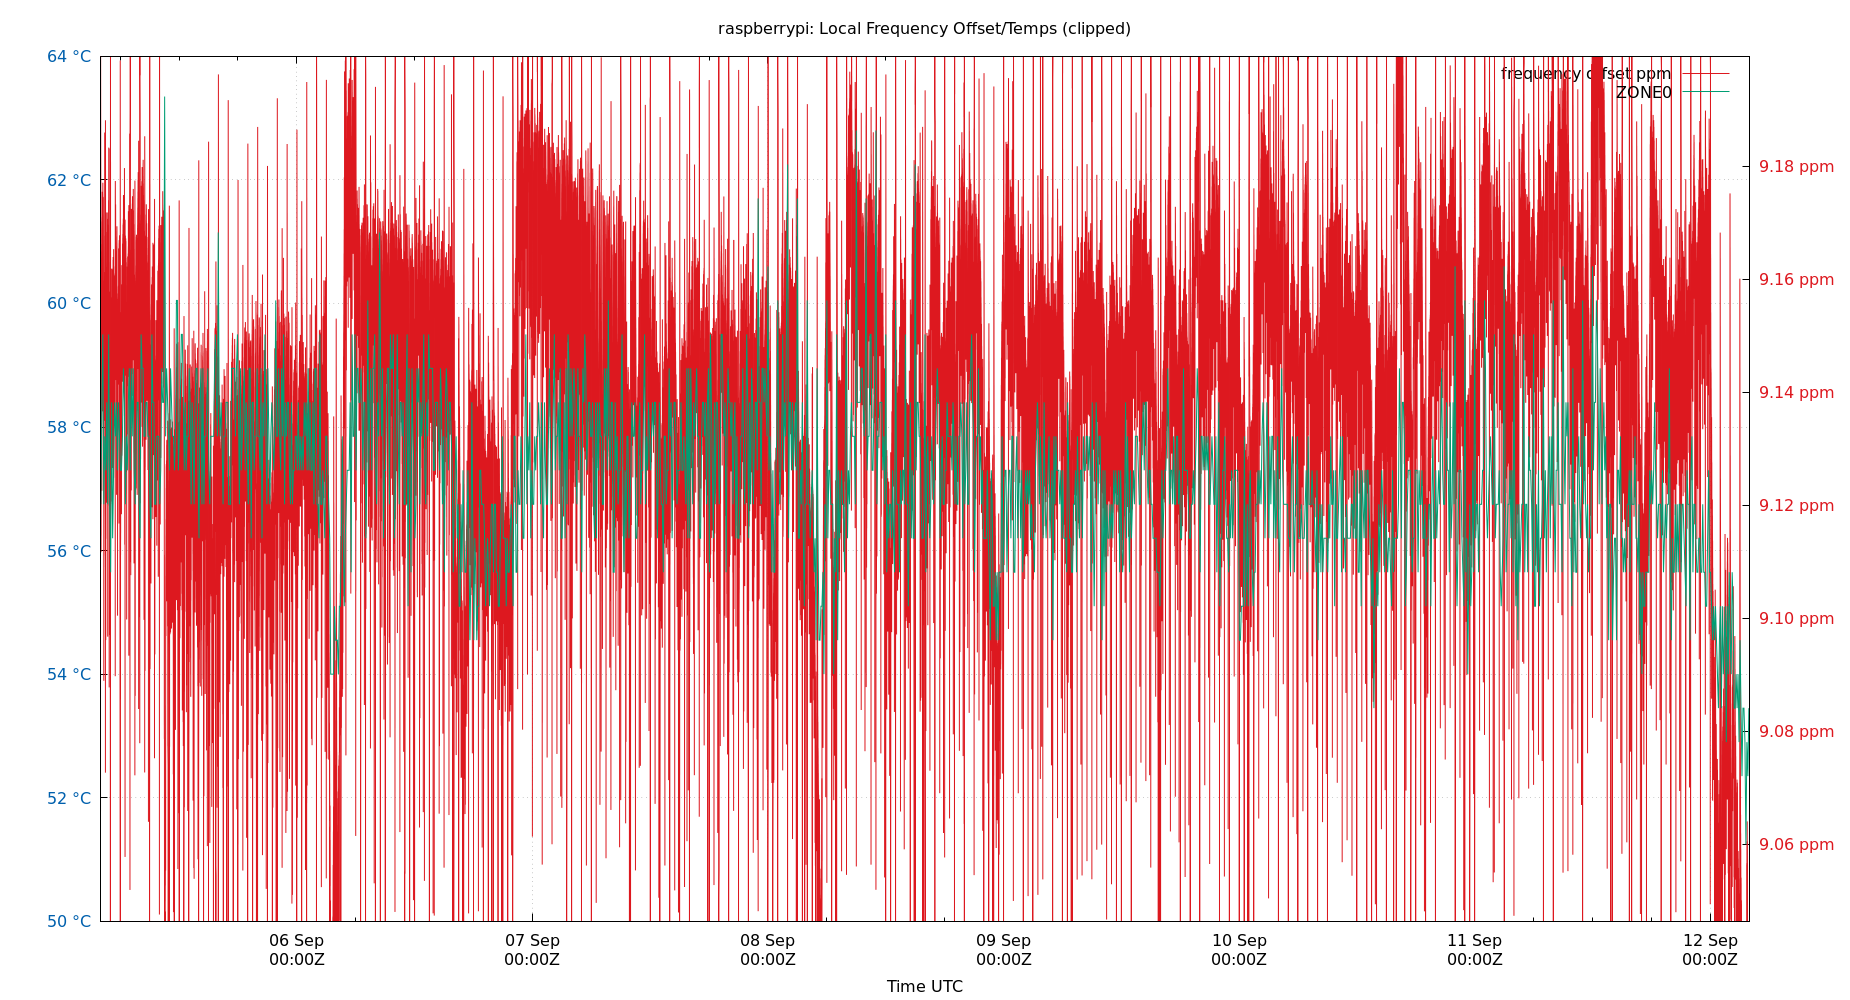 raspberrypi: Local Frequency Offset/Temps (clipped)
64 °C
62 °C
60 °C
58 °C
56 °C
54 °C
52 °C
50 °C
frequency offset ppm
ZONE0
9.18 ppm
9.16 ppm
9.14 ppm
9.12 ppm
9.10 ppm
9.08 ppm
9.06 ppm
06 Sep 07 Sep 08 Sep 09 Sep 10 Sep 11 Sep 12 Sep
00:00Z 00:00Z 00:00Z 00:00Z 00:00Z 00:00Z 00:00Z
Time UTC